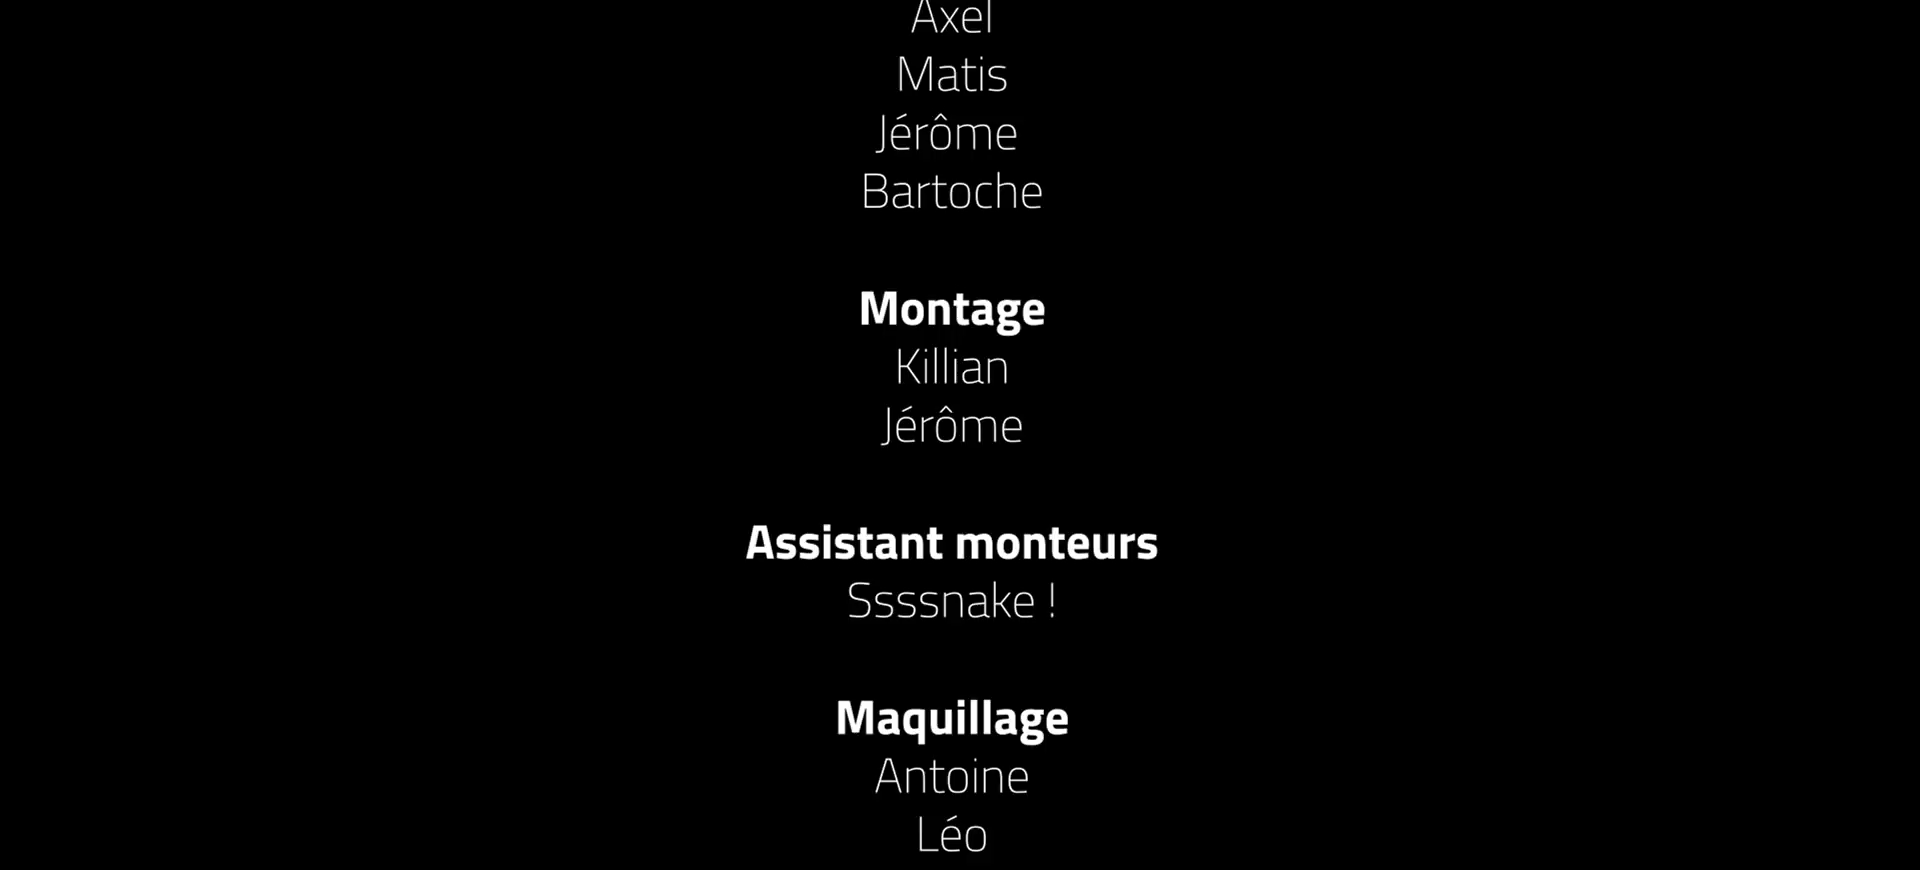 Axel
Matis
Jérôme
Bartoche
Montage
Killian
Jérôme
Assistant monteurs
Ssssnake !
Maquillage
Antoine
Léo